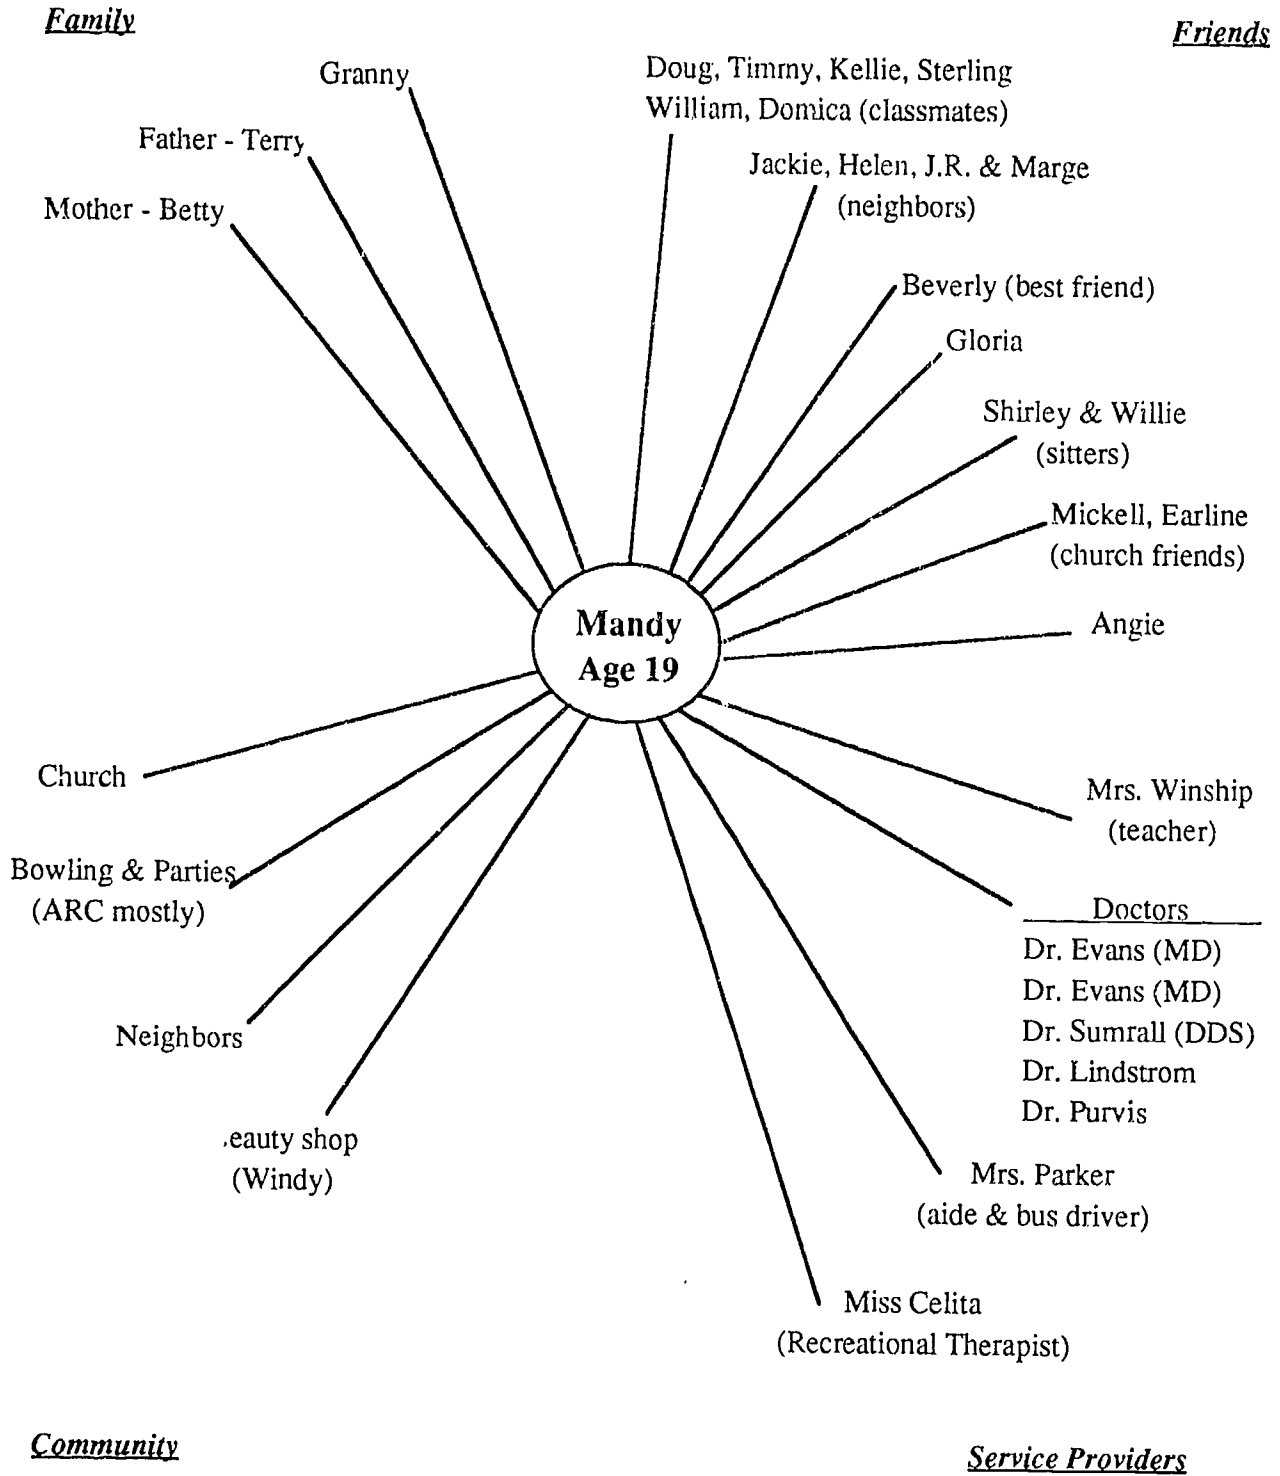 Family
Friends
Granny
Doug, Timmy, Kellie, Sterling
William, Domica (classmates)
Father - Terry
Jackie, Helen, J.R. & Marge
(neighbors)
Mother - Betty
Beverly (best friend)
Gloria
Shirley & Willie
(sitters)
Mickell, Earline
(church friends)
Mandy
Age 19
Angie
Church
Mrs. Winship
(teacher)
Bowling & Parties
(ARC mostly)
Doctors
Dr. Evans (MD)
Dr. Evans (MD)
Dr. Sumrall (DDS)
Dr. Lindstrom
Dr. Purvis
Neighbors
eauty shop
(Windy)
Mrs. Parker
(aide & bus driver)
Miss Celita
(Recreational Therapist)
Community
Service Providers